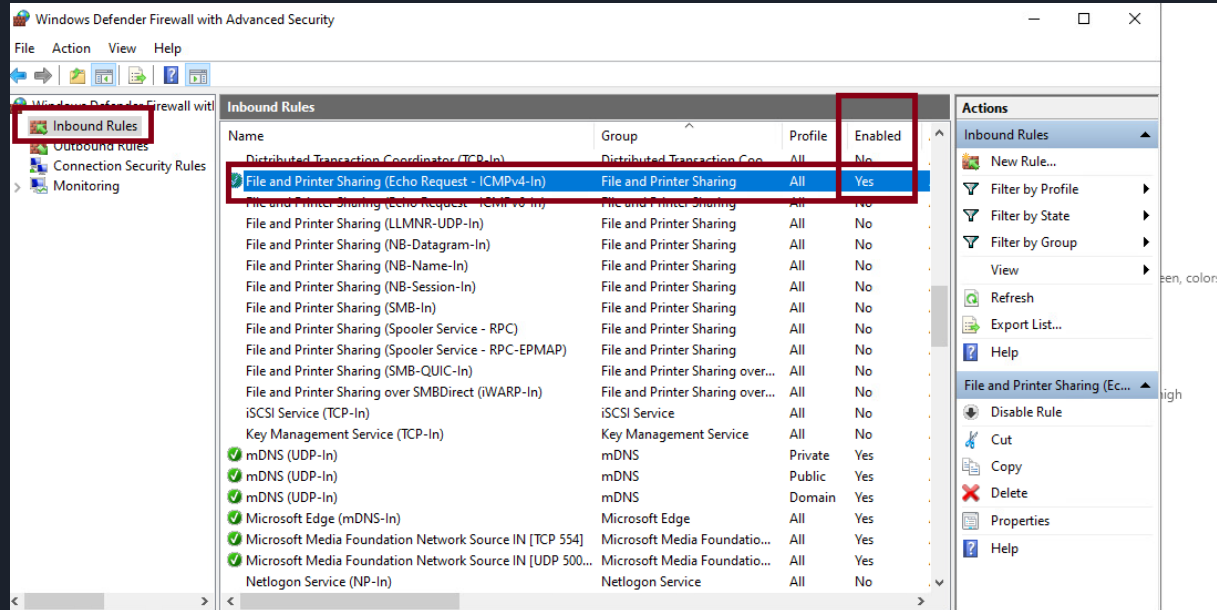 Windows Defender Firewall with Advanced Security
File Action View Help
Windows Defender Firewall with
Inbound Rules
Outbound Rules
Connection Security Rules
Monitoring
Inbound Rules
Name Group Profile Enabled
Distributed Transaction Coordinator (TCP-In) Distributed Transaction Coo... All No
File and Printer Sharing (Echo Request - ICMPv4-In) File and Printer Sharing All Yes
File and Printer Sharing (Echo Request - ICMPv6-In) File and Printer Sharing All No
File and Printer Sharing (LLMNR-UDP-In) File and Printer Sharing All No
File and Printer Sharing (NB-Datagram-In) File and Printer Sharing All No
File and Printer Sharing (NB-Name-In) File and Printer Sharing All No
File and Printer Sharing (NB-Session-In) File and Printer Sharing All No
File and Printer Sharing (SMB-In) File and Printer Sharing All No
File and Printer Sharing (Spooler Service - RPC) File and Printer Sharing All No
File and Printer Sharing (Spooler Service - RPC-EPMAP) File and Printer Sharing All No
File and Printer Sharing (SMB-QUIC-In) File and Printer Sharing over... All No
File and Printer Sharing over SMBDirect (iWARP-In) File and Printer Sharing over... All No
iSCSI Service (TCP-In) iSCSI Service All No
Key Management Service (TCP-In) Key Management Service All No
mDNS (UDP-In) mDNS Private Yes
mDNS (UDP-In) mDNS Public Yes
mDNS (UDP-In) mDNS Domain Yes
Microsoft Edge (mDNS-In) Microsoft Edge All Yes
Microsoft Media Foundation Network Source IN [TCP 554] Microsoft Media Foundatio... All Yes
Microsoft Media Foundation Network Source IN [UDP 500... Microsoft Media Foundatio... All Yes
Netlogon Service (NP-In) Netlogon Service All No
Actions
Inbound Rules
New Rule...
Filter by Profile
Filter by State
Filter by Group
View
Refresh
Export List...
Help
File and Printer Sharing (Ec...
Disable Rule
Cut
Copy
Delete
Properties
Help